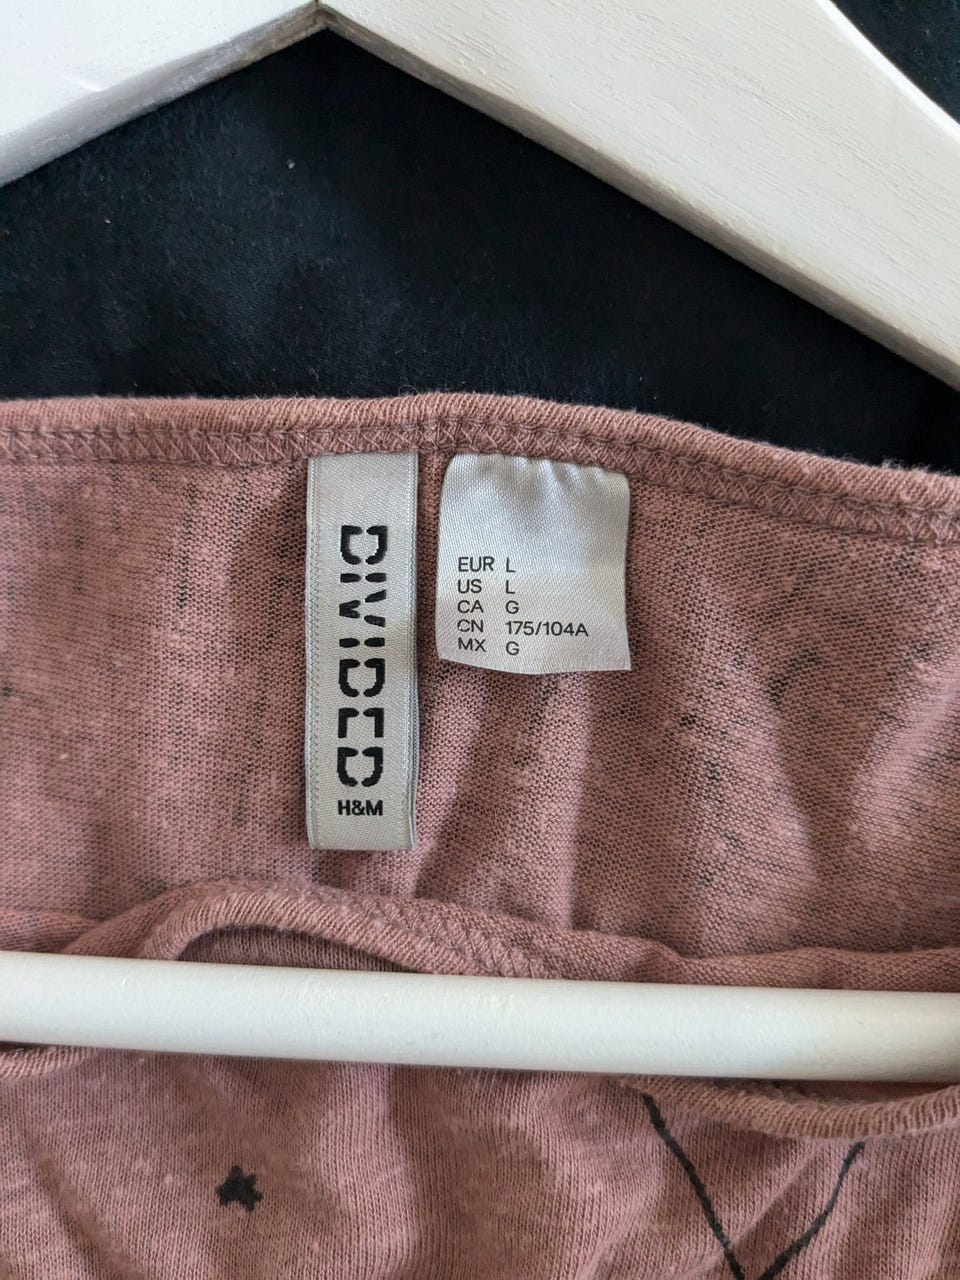 DIVIDED
H&M
EUR L
US L
CA G
CN 175/104A
MX G